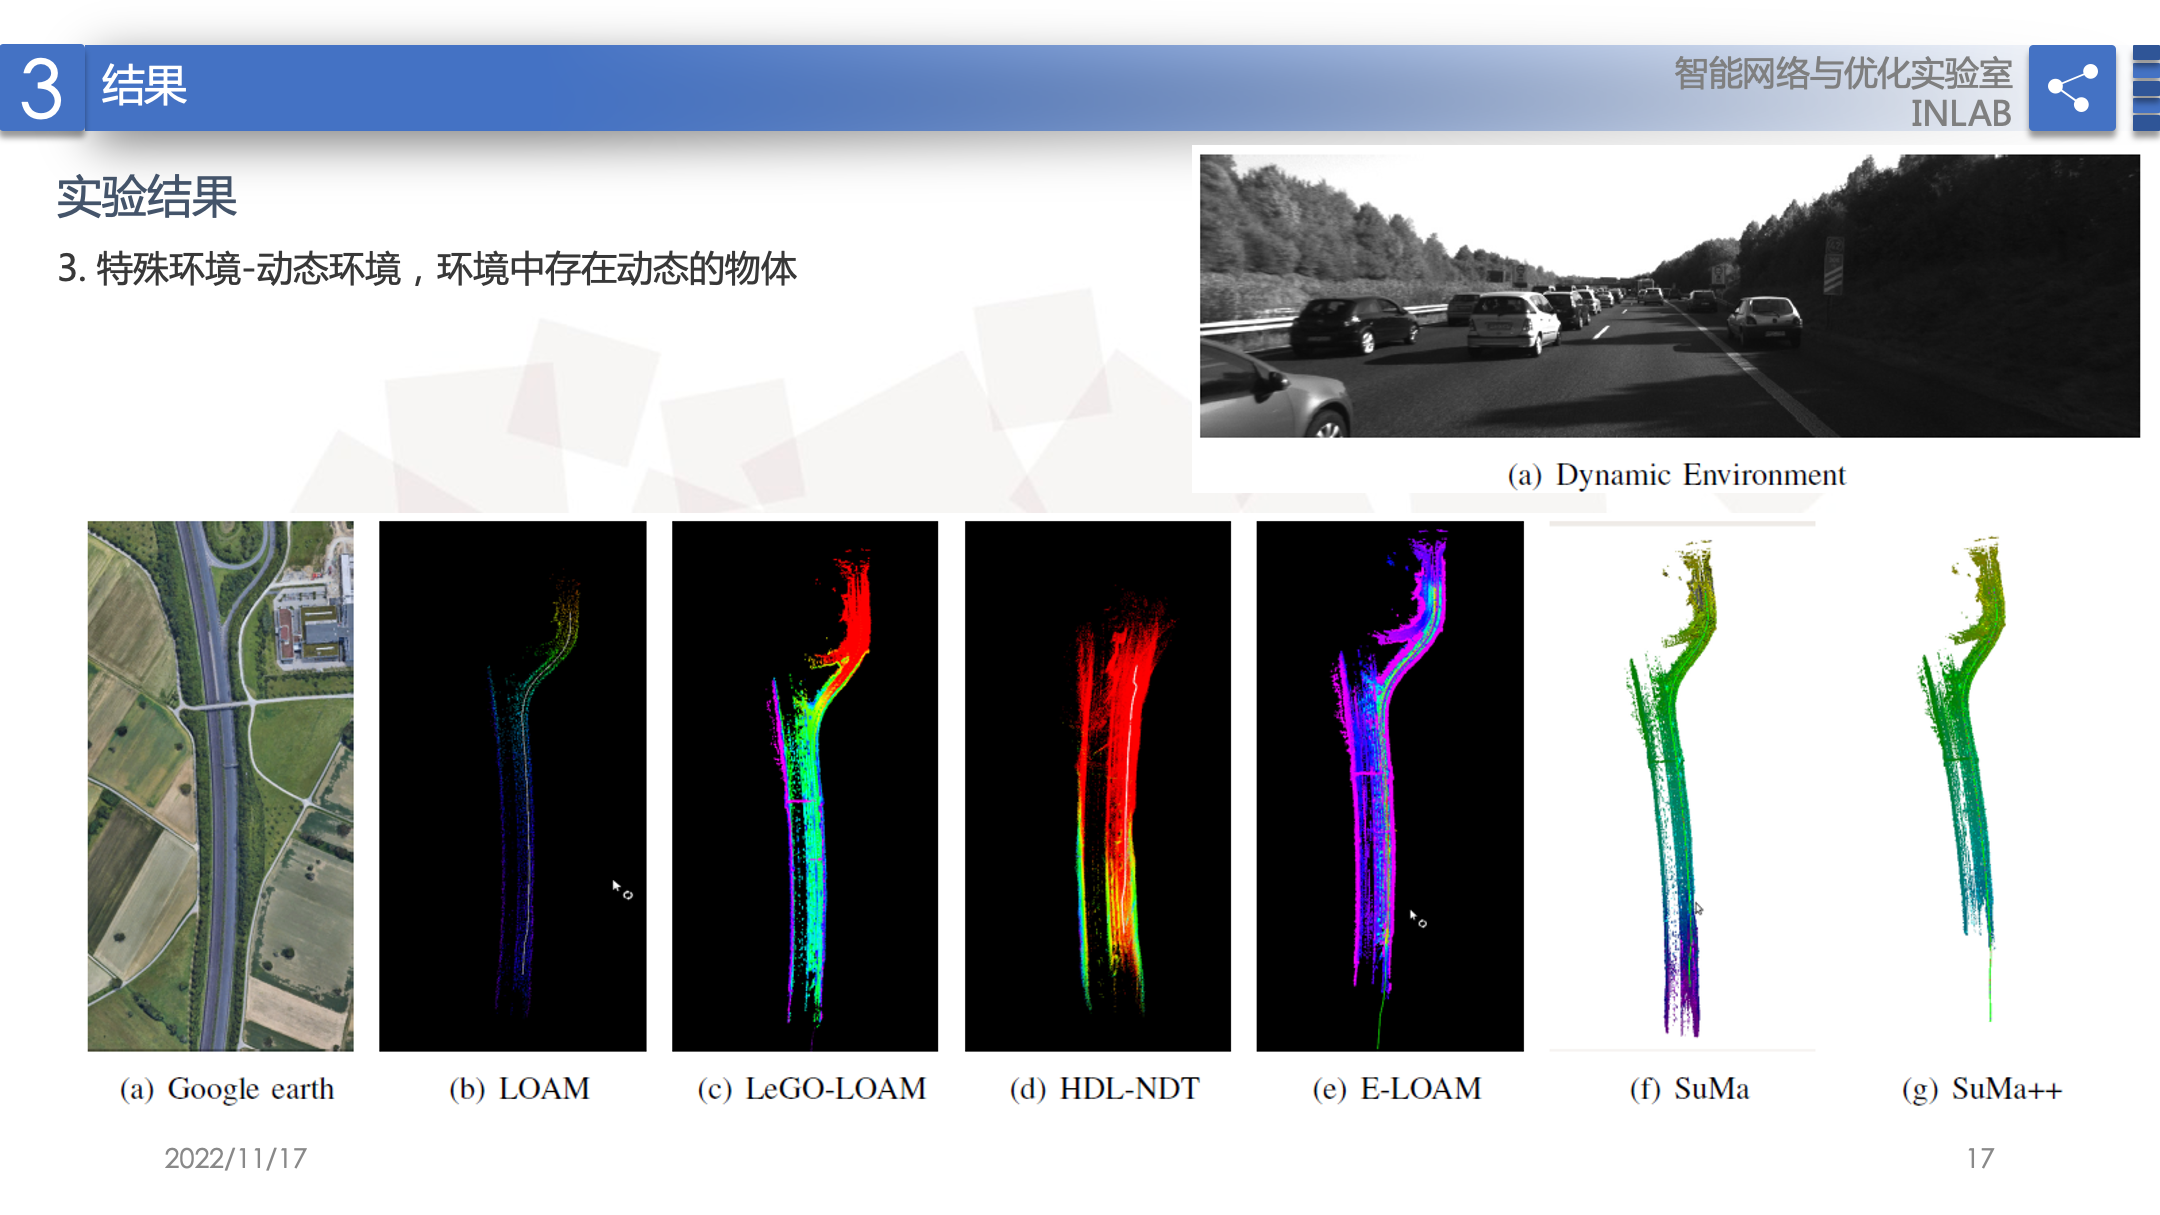 3
结果
智能网络与优化实验室
INLAB
实验结果
3. 特殊环境-动态环境，环境中存在动态的物体
(a) Dynamic Environment
(a) Google earth
(b) LOAM
(c) LeGO-LOAM
(d) HDL-NDT
(e) E-LOAM
(f) SuMa
(g) SuMa++
2022/11/17
17